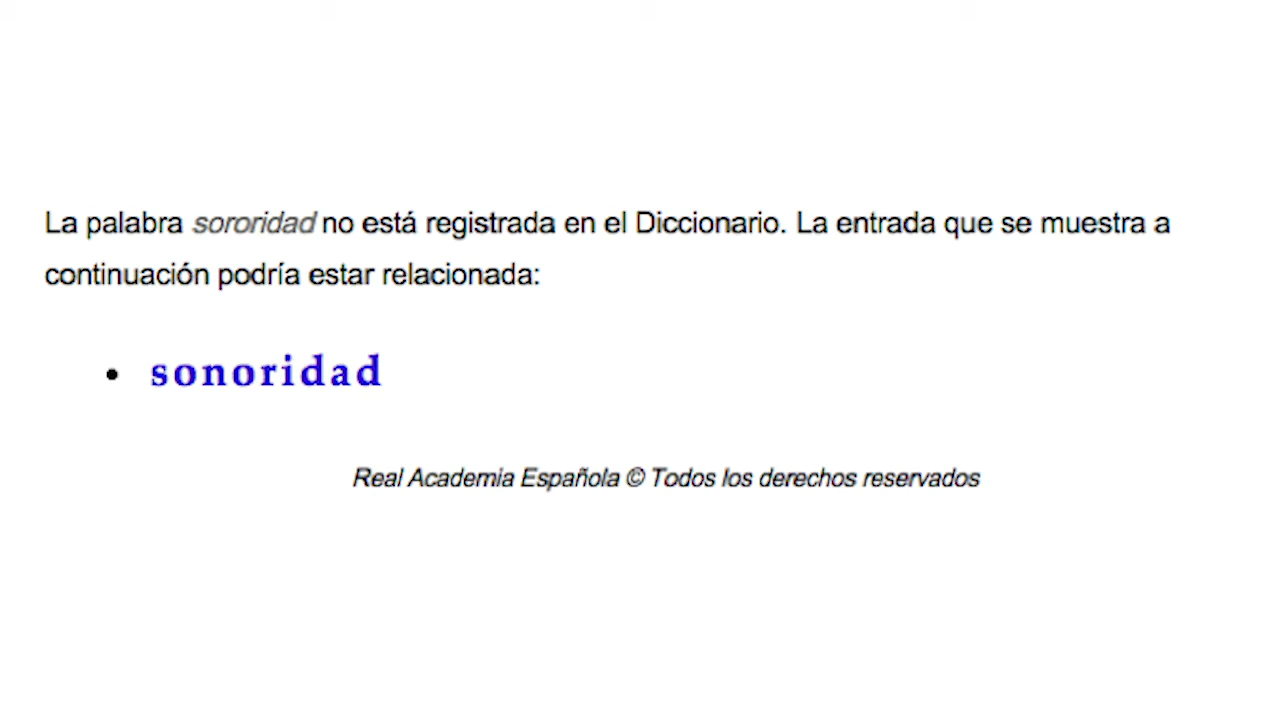 La palabra sororidad no está registrada en el Diccionario. La entrada que se muestra a
continuación podría estar relacionada:
• sonoridad
Real Academia Española © Todos los derechos reservados